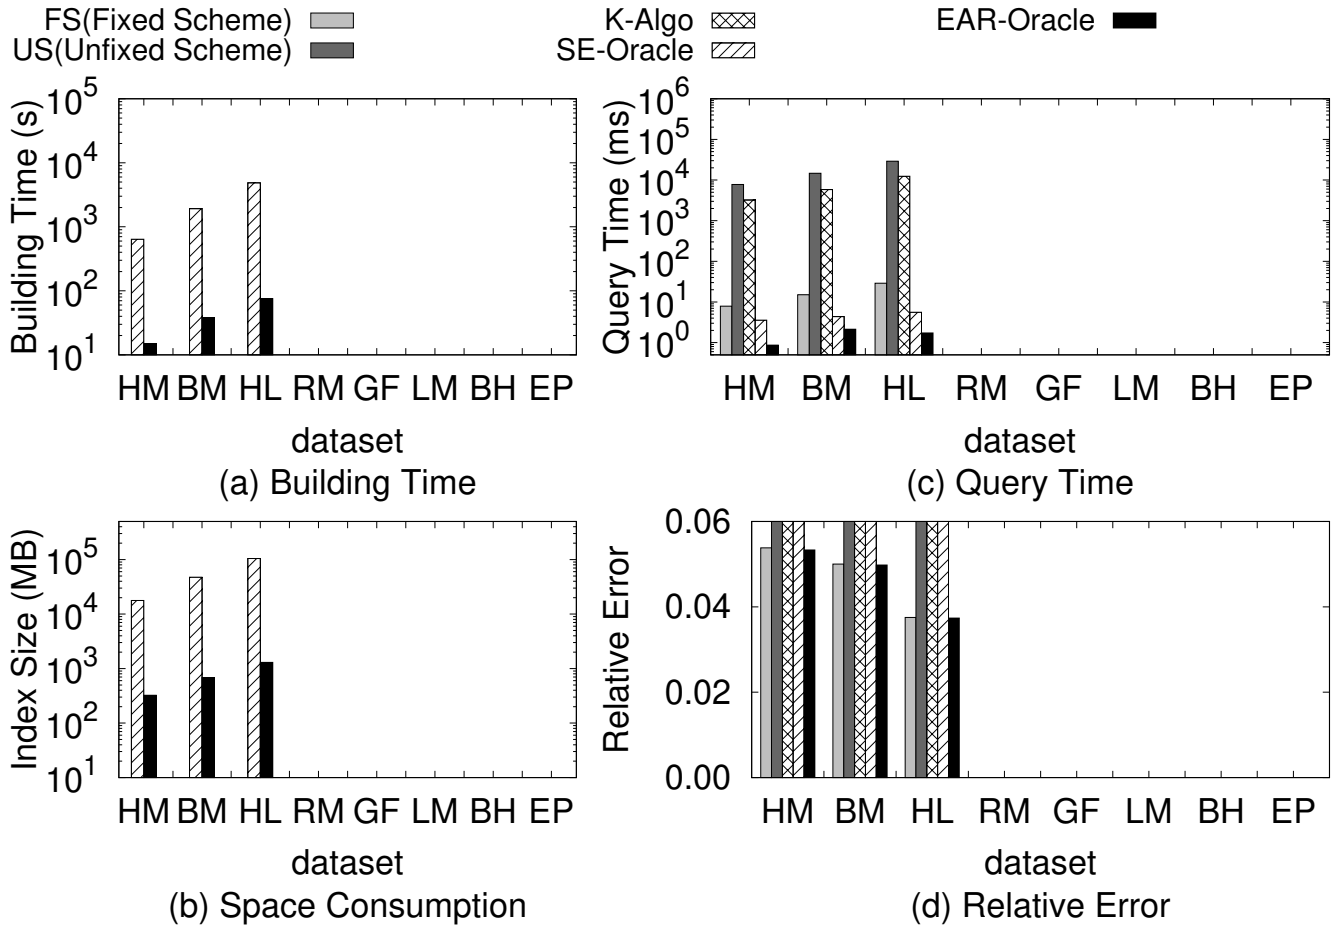 FS(Fixed Scheme)
US(Unfixed Scheme)
K-Algo
SE-Oracle
EAR-Oracle
Building Time (s)
10^5
10^4
10^3
10^2
10^1
HM BM HL RM GF LM BH EP
dataset
(a) Building Time
Query Time (ms)
10^6
10^5
10^4
10^3
10^2
10^1
10^0
HM BM HL RM GF LM BH EP
dataset
(c) Query Time
Index Size (MB)
10^5
10^4
10^3
10^2
10^1
HM BM HL RM GF LM BH EP
dataset
(b) Space Consumption
Relative Error
0.06
0.04
0.02
0.00
HM BM HL RM GF LM BH EP
dataset
(d) Relative Error